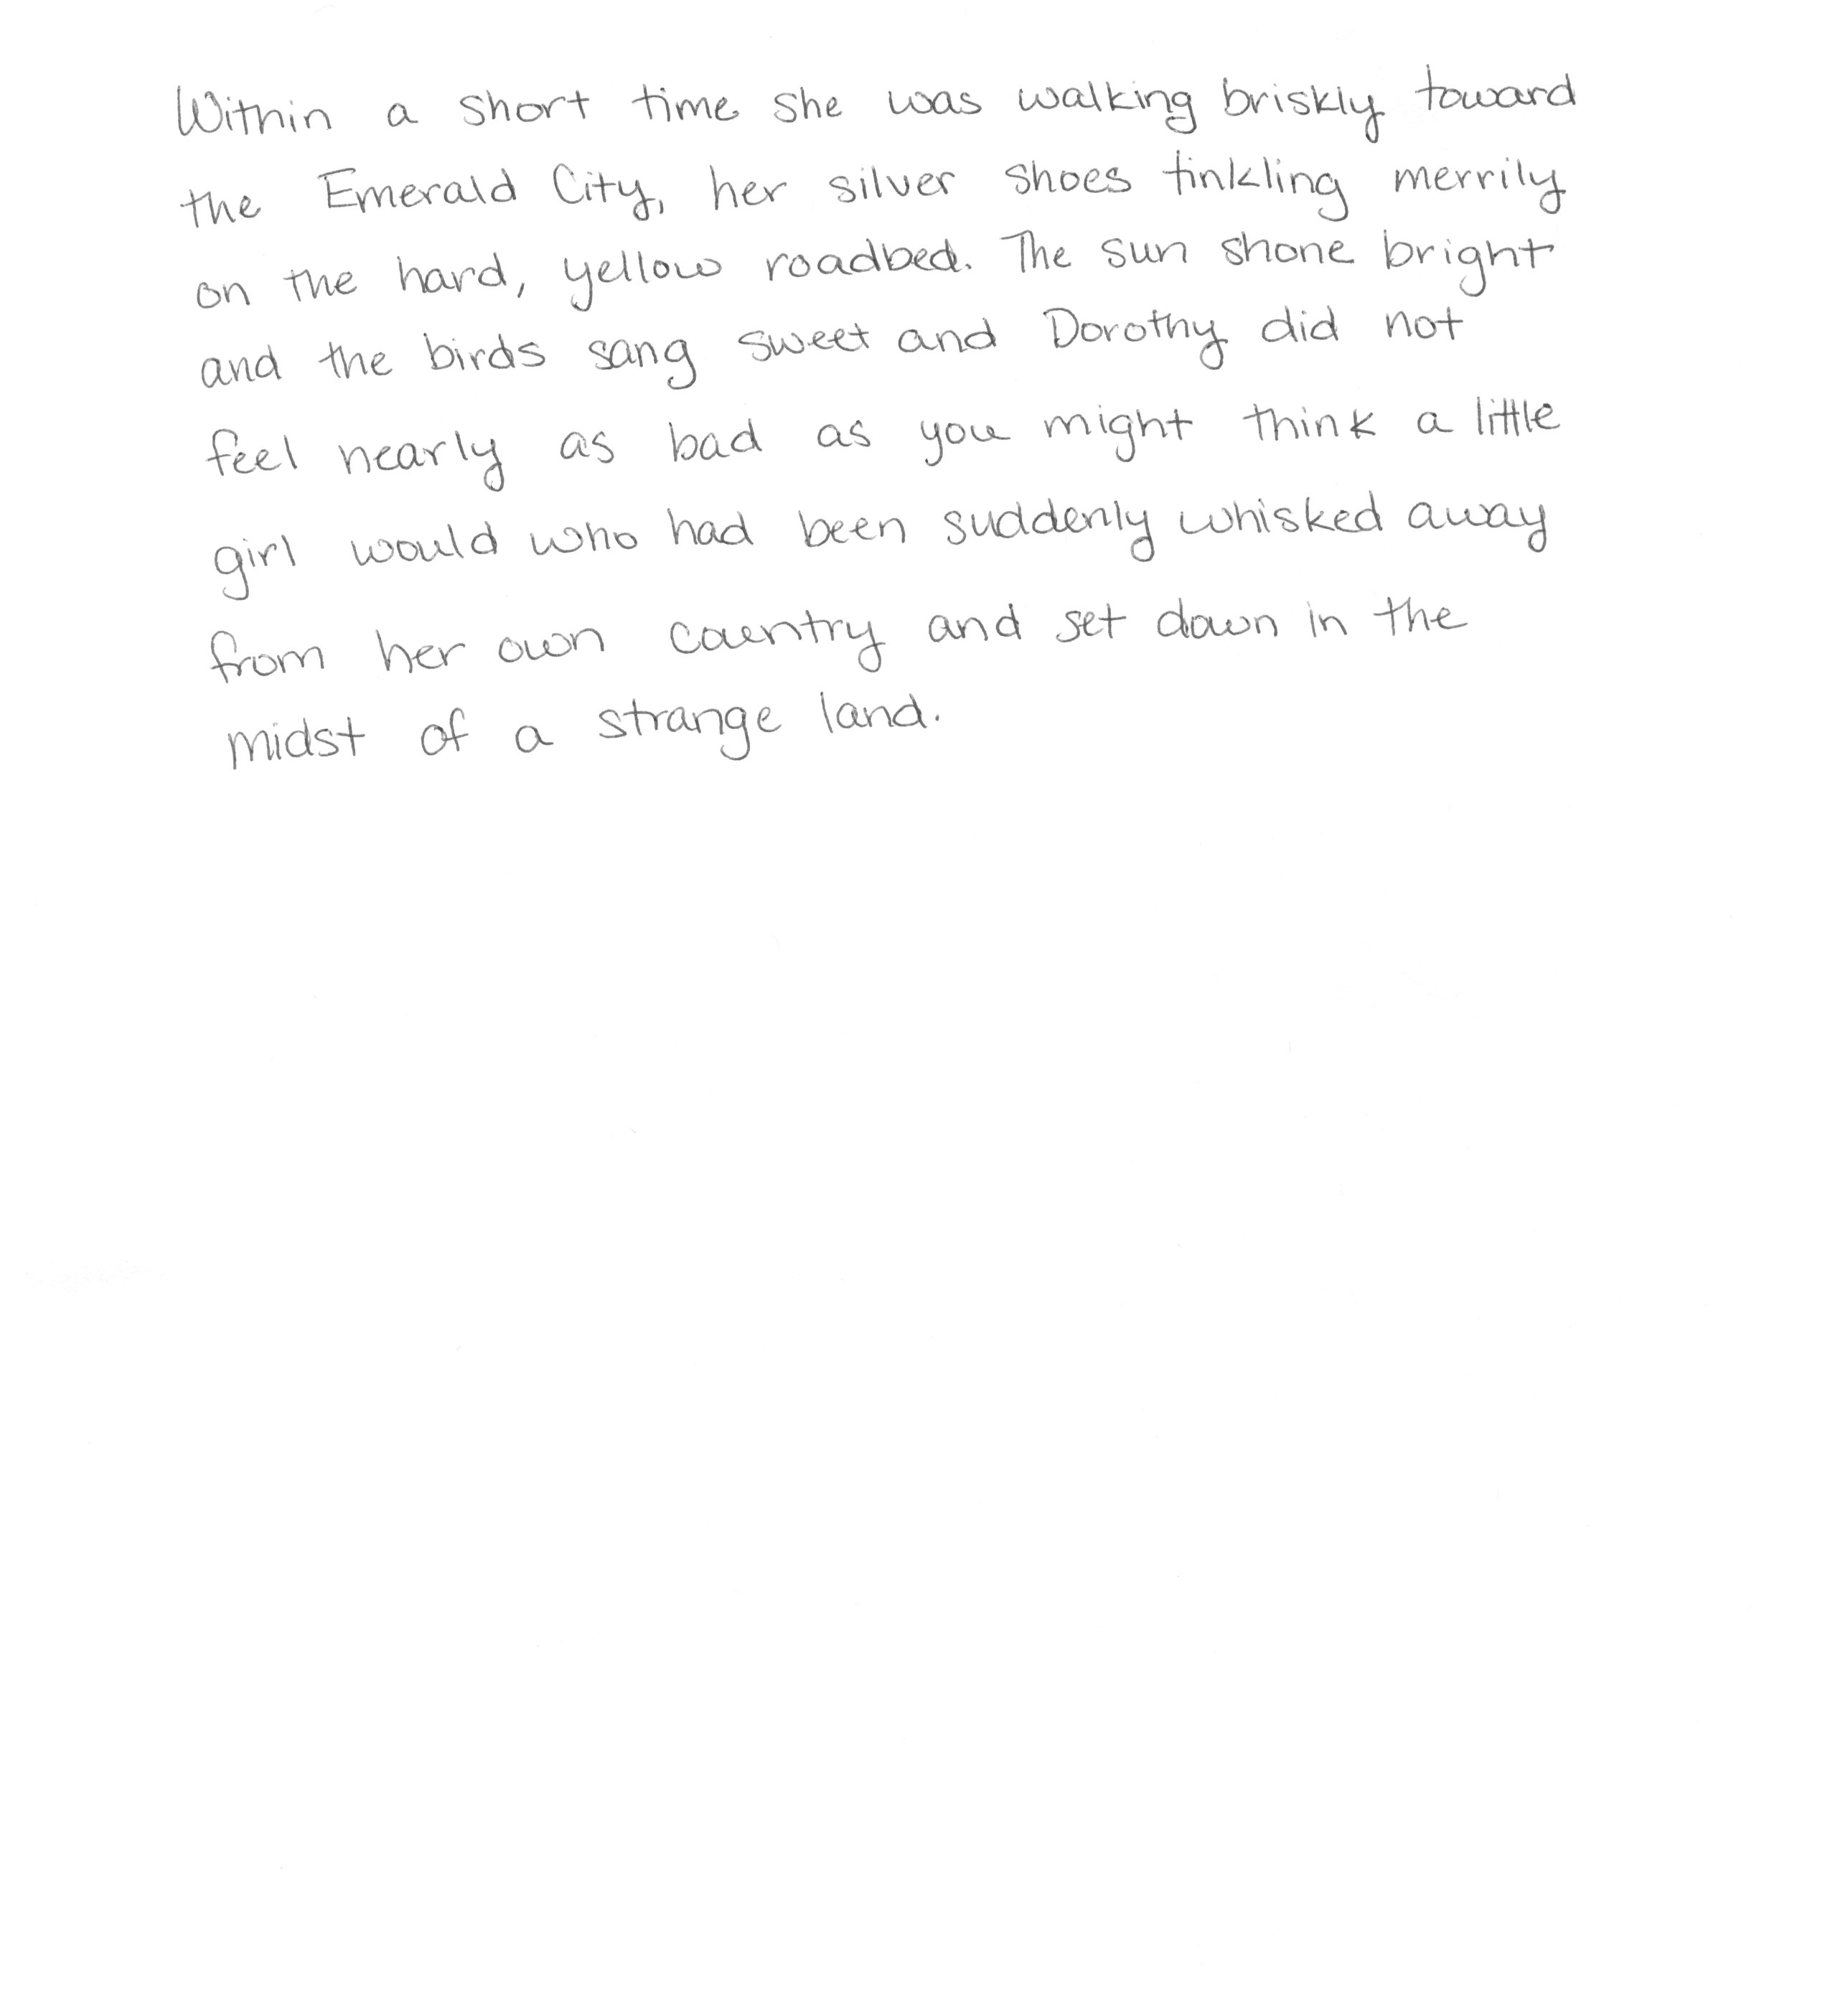 Within a short time she was walking briskly toward
the Emerald City, her silver shoes tinkling merrily
on the hard, yellow roadbed. The sun shone bright
and the birds sang sweet and Dorothy did not
feel nearly as bad as you might think a little
girl would who had been suddenly whisked away
from her own country and set down in the
midst of a strange land.